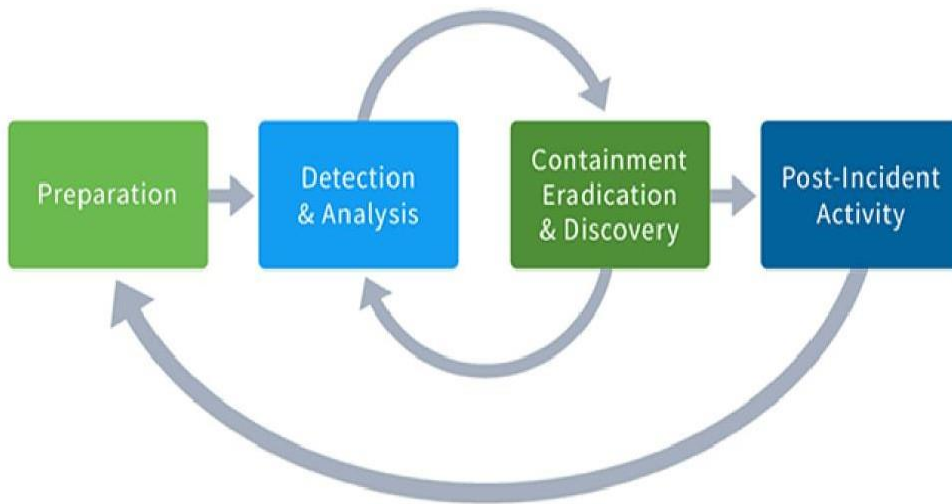 Preparation
Detection
& Analysis
Containment
Eradication
& Discovery
Post-Incident
Activity